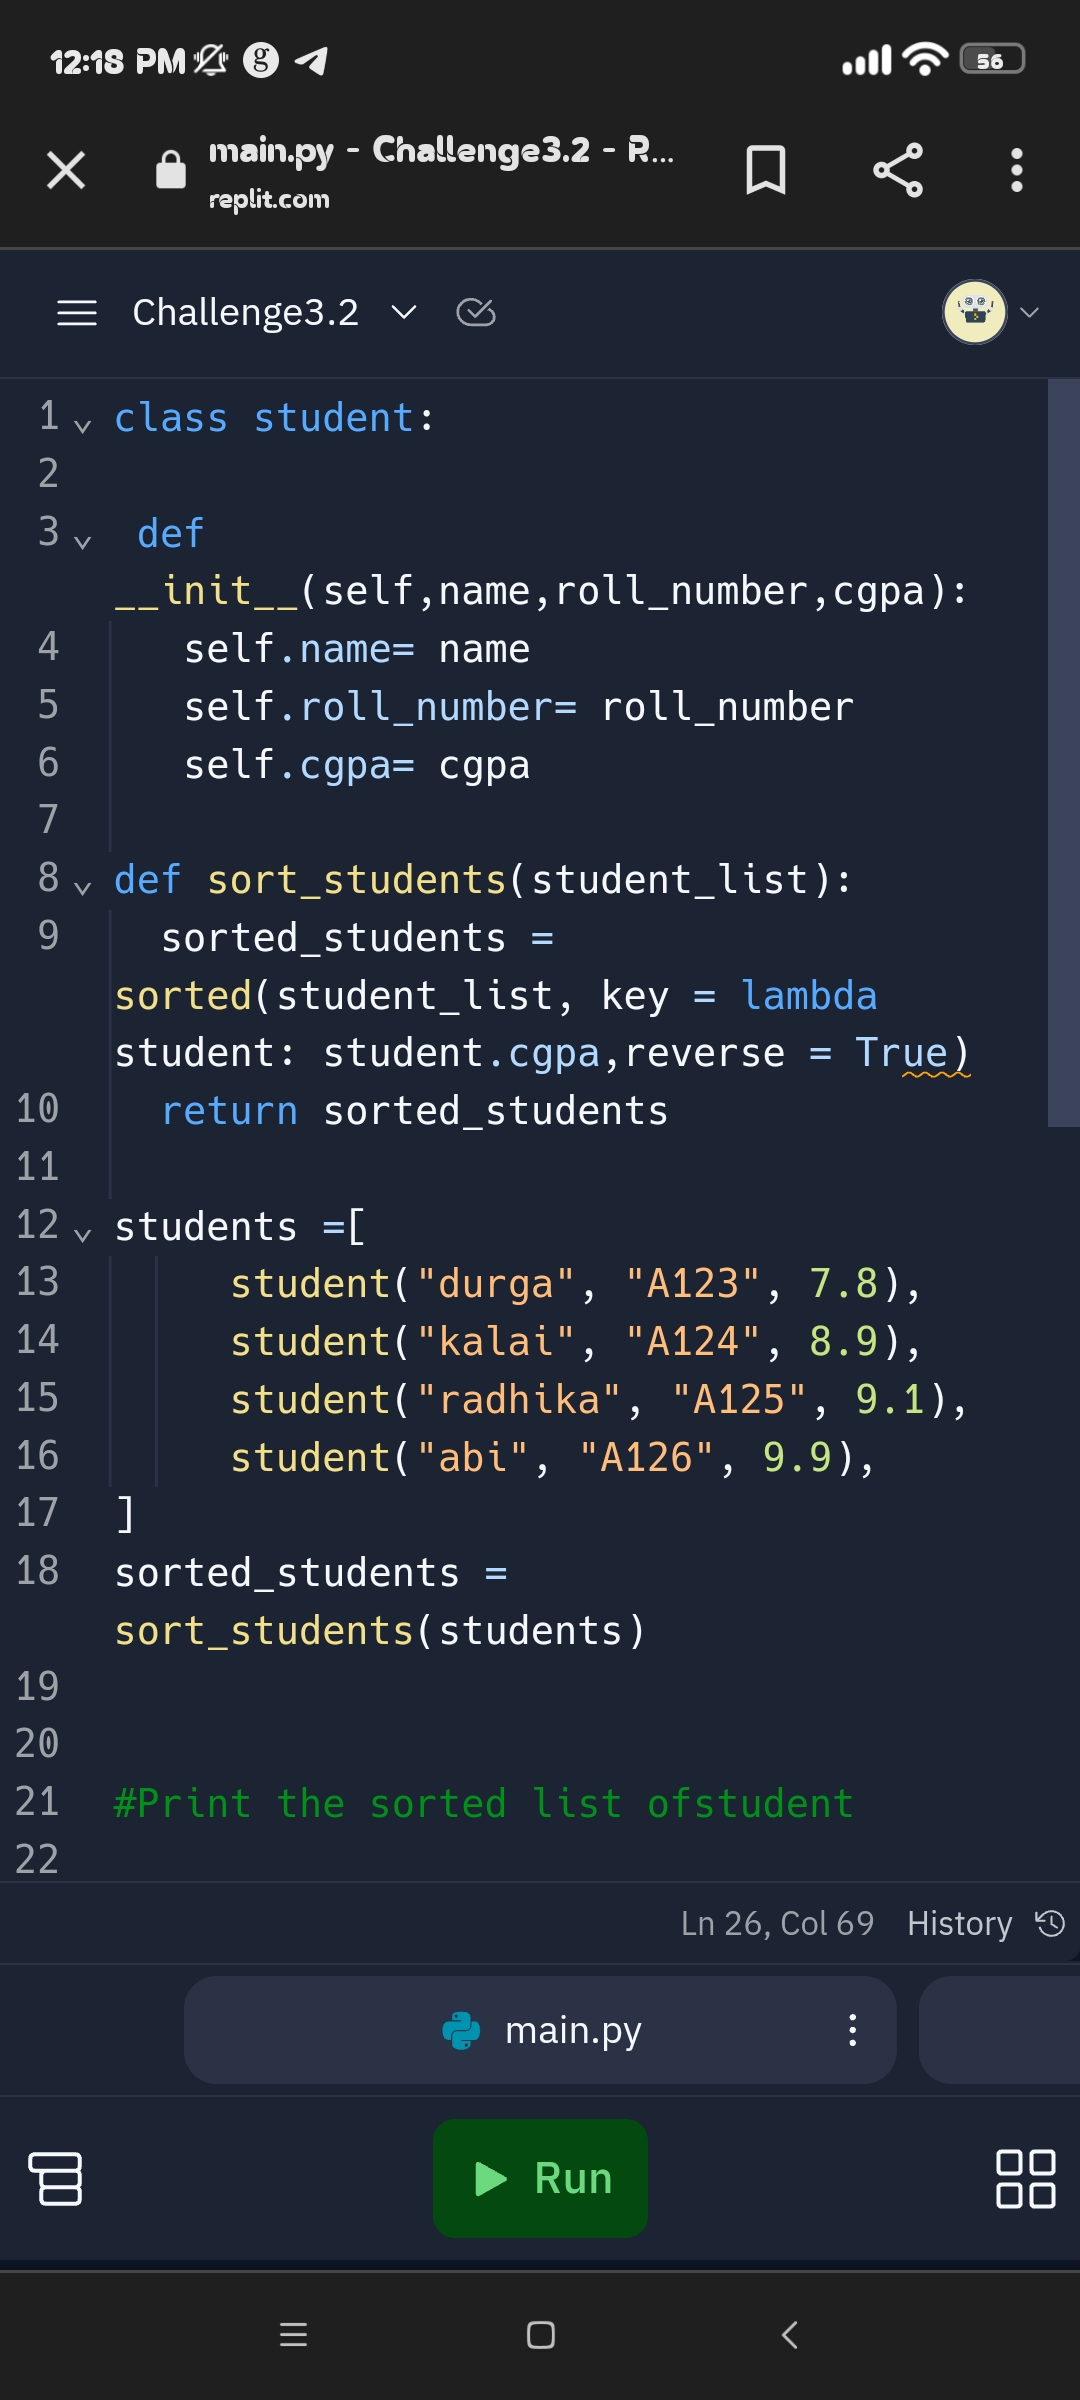 12:18 PM g 56
main.py - Challenge3.2 - R...
replit.com
Challenge3.2
1 class student:
2
3 def
__init__(self,name,roll_number,cgpa):
4 self.name= name
5 self.roll_number= roll_number
6 self.cgpa= cgpa
7
8 def sort_students(student_list):
9 sorted_students =
sorted(student_list, key = lambda
student: student.cgpa,reverse = True)
10 return sorted_students
11
12 students =[
13 student("durga", "A123", 7.8),
14 student("kalai", "A124", 8.9),
15 student("radhika", "A125", 9.1),
16 student("abi", "A126", 9.9),
17 ]
18 sorted_students =
sort_students(students)
19
20
21 #Print the sorted list ofstudent
22
Ln 26, Col 69 History
main.py
Run